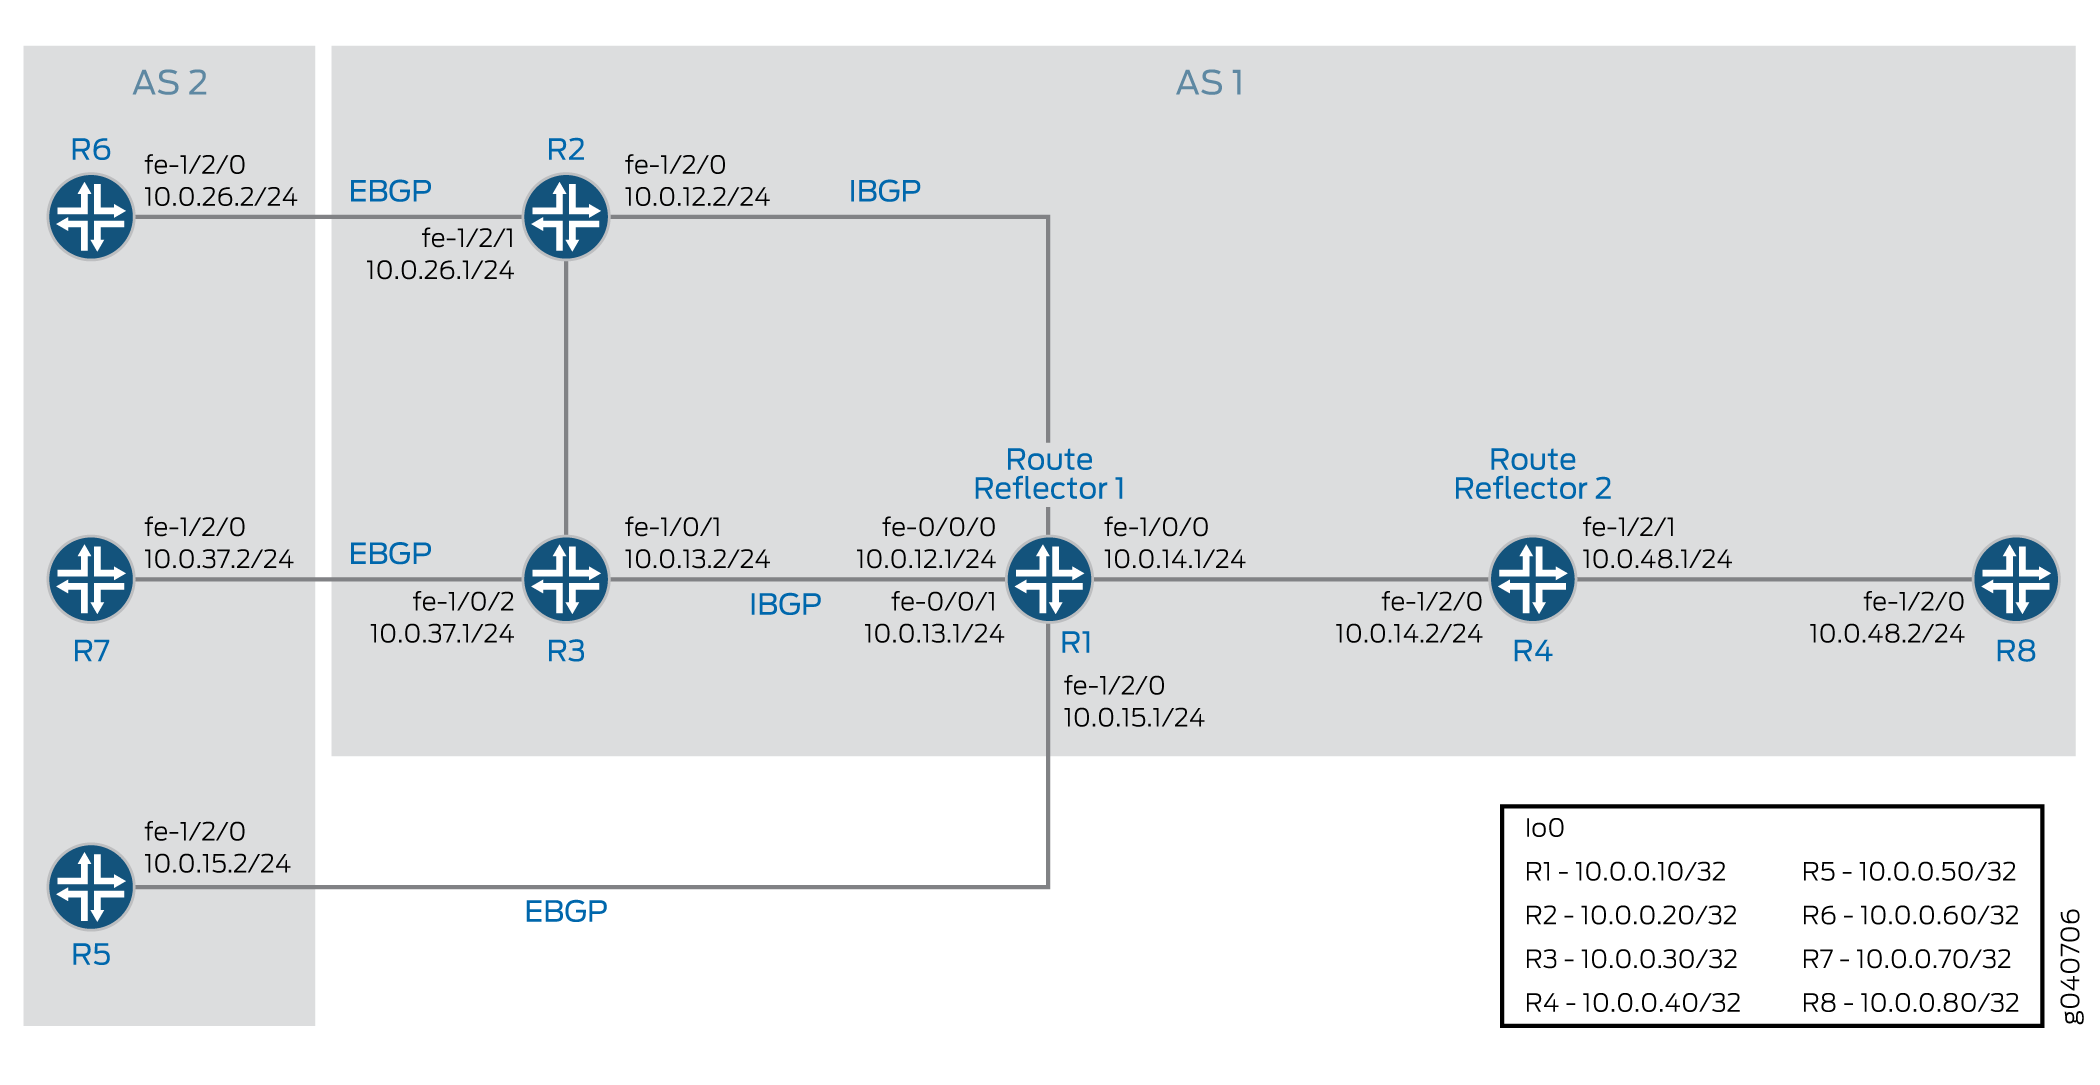 AS 2
AS 1
R6
fe-1/2/0
10.0.26.2/24
EBGP
R2
fe-1/2/0
10.0.12.2/24
IBGP
fe-1/2/1
10.0.26.1/24
Route
Reflector 1
Route
Reflector 2
fe-1/2/0
10.0.37.2/24
EBGP
fe-1/0/1
10.0.13.2/24
fe-0/0/0
10.0.12.1/24
fe-1/0/0
10.0.14.1/24
fe-1/2/1
10.0.48.1/24
R7
fe-1/0/2
10.0.37.1/24
R3
IBGP
fe-0/0/1
10.0.13.1/24
R1
fe-1/2/0
10.0.14.2/24
R4
fe-1/2/0
10.0.48.2/24
R8
fe-1/2/0
10.0.15.1/24
fe-1/2/0
10.0.15.2/24
EBGP
R5
lo0
R1 - 10.0.0.10/32
R5 - 10.0.0.50/32
R2 - 10.0.0.20/32
R6 - 10.0.0.60/32
R3 - 10.0.0.30/32
R7 - 10.0.0.70/32
R4 - 10.0.0.40/32
R8 - 10.0.0.80/32
g040706